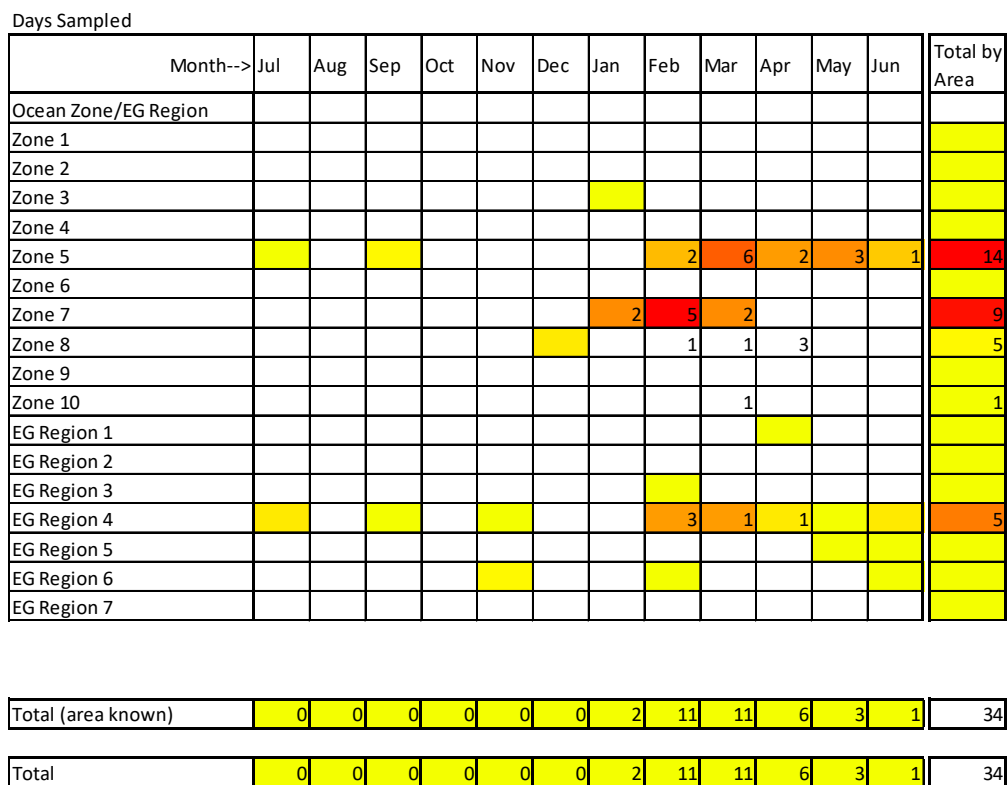 Days Sampled
Month--> Jul Aug Sep Oct Nov Dec Jan Feb Mar Apr May Jun Total by Area
Ocean Zone/EG Region
Zone 1
Zone 2
Zone 3
Zone 4
Zone 5 2 6 2 3 1 14
Zone 6
Zone 7 2 5 2 9
Zone 8 1 1 3 5
Zone 9
Zone 10 1 1
EG Region 1
EG Region 2
EG Region 3
EG Region 4 3 1 1 5
EG Region 5
EG Region 6
EG Region 7
Total (area known) 0 0 0 0 0 0 2 11 11 6 3 1 34
Total 0 0 0 0 0 0 2 11 11 6 3 1 34